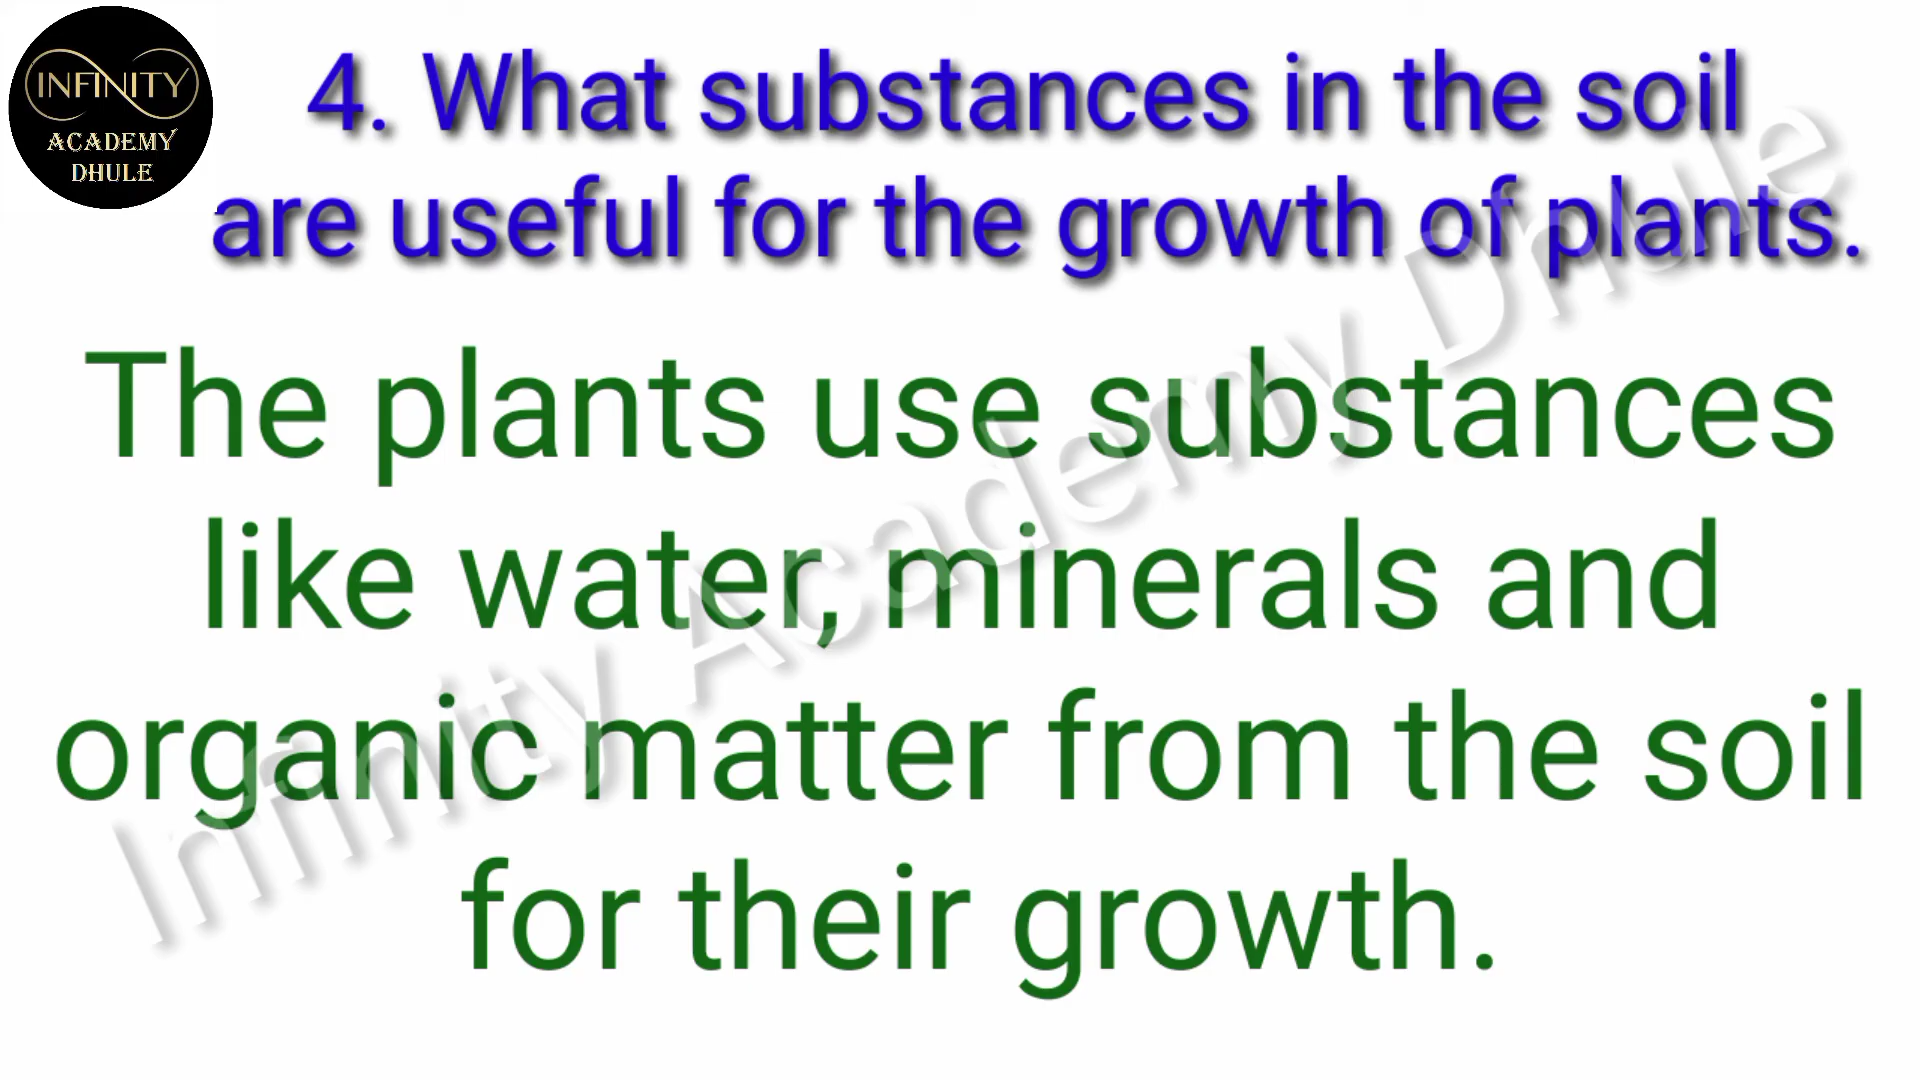 INFINITY
ACADEMY
DHULE
4. What substances in the soil
are useful for the growth of plants.
The plants use substances
like water, minerals and
organic matter from the soil
for their growth.
Infinity Academy Dhule